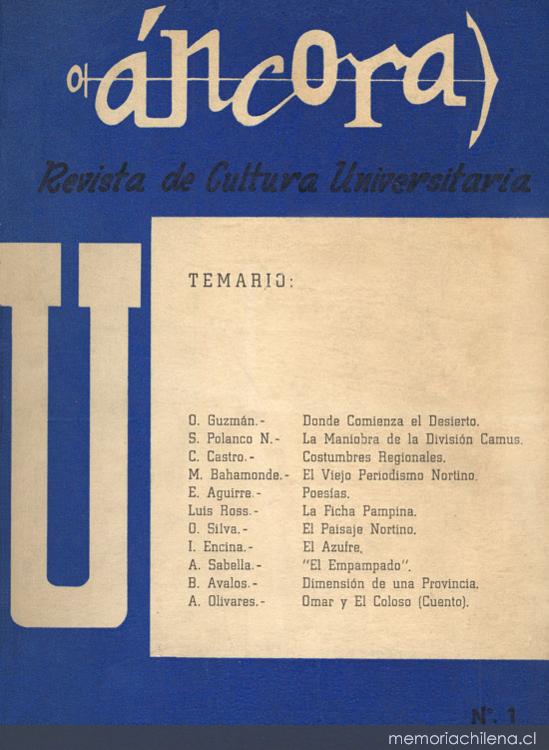 áncora
Revista de Cultura Universitaria
U
TEMARIO:
O. Guzmán.- Donde Comienza el Desierto.
S. Polanco N.- La Maniobra de la División Camus.
C. Castro.- Costumbres Regionales.
M. Bahamonde.- El Viejo Periodismo Nortino.
E. Aguirre.- Poesías.
Luis Ross.- La Ficha Pampina.
O. Silva.- El Paisaje Nortino.
I. Encina.- El Azufre.
A. Sabella.- "El Empampado".
B. Avalos.- Dimensión de una Provincia.
A. Olivares.- Omar y El Coloso (Cuento).
N°. 1
memoriachilena.cl